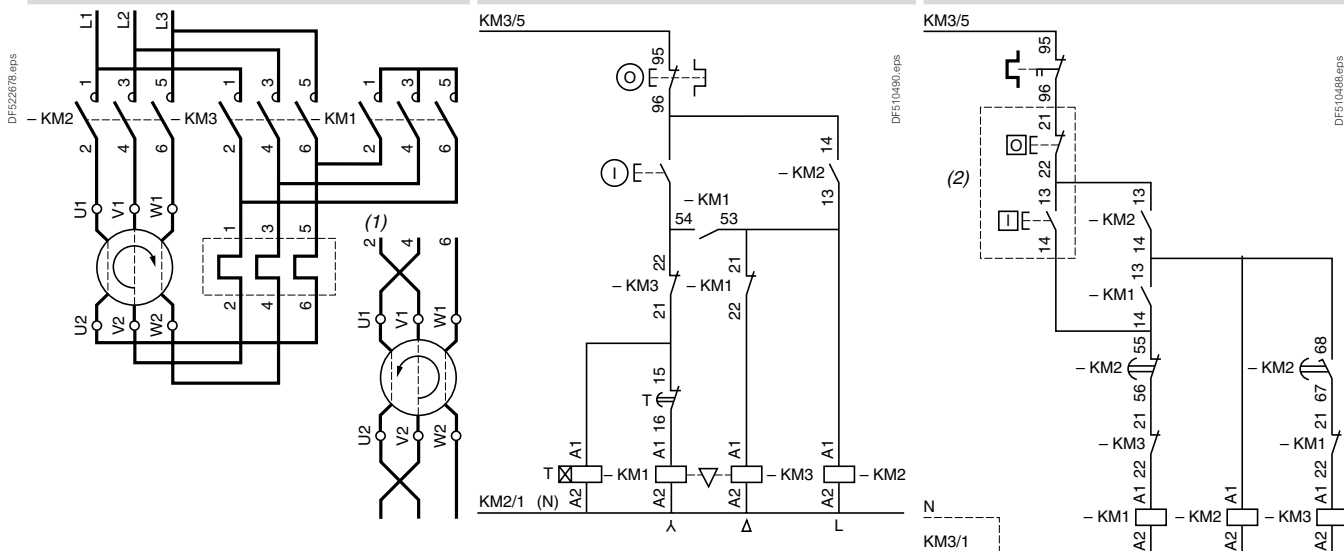 DF522678.eps
L1
L2
L3
1 3 5 1 3 5 1 3 5
– KM2 – KM3 – KM1
2 4 6 2 4 6 2 4 6
U1 V1 W1
1 3 5
2 4 6
U2 V2 W2
(1)
2 4 6
U1 V1 W1
U2 V2 W2
DF510490.eps
KM3/5
95
O
96
14
I
– KM2
13
– KM1
54 53
22 21
– KM3 – KM1
21 22
15
T
16
A1 A1 A1 A1
T – KM1 – KM3 – KM2
A2 A2 A2 A2
KM2/1 (N)
Δ L
DF510488.eps
KM3/5
95
96
21
O
22
(2)
13 13
I – KM2
14 14
13
– KM1
14
55 68
– KM2 – KM2
56 67
21 21
– KM3 – KM1
22 22
N
A1 A1 A1
– KM1 – KM2 – KM3
KM3/1
A2 A2 A2